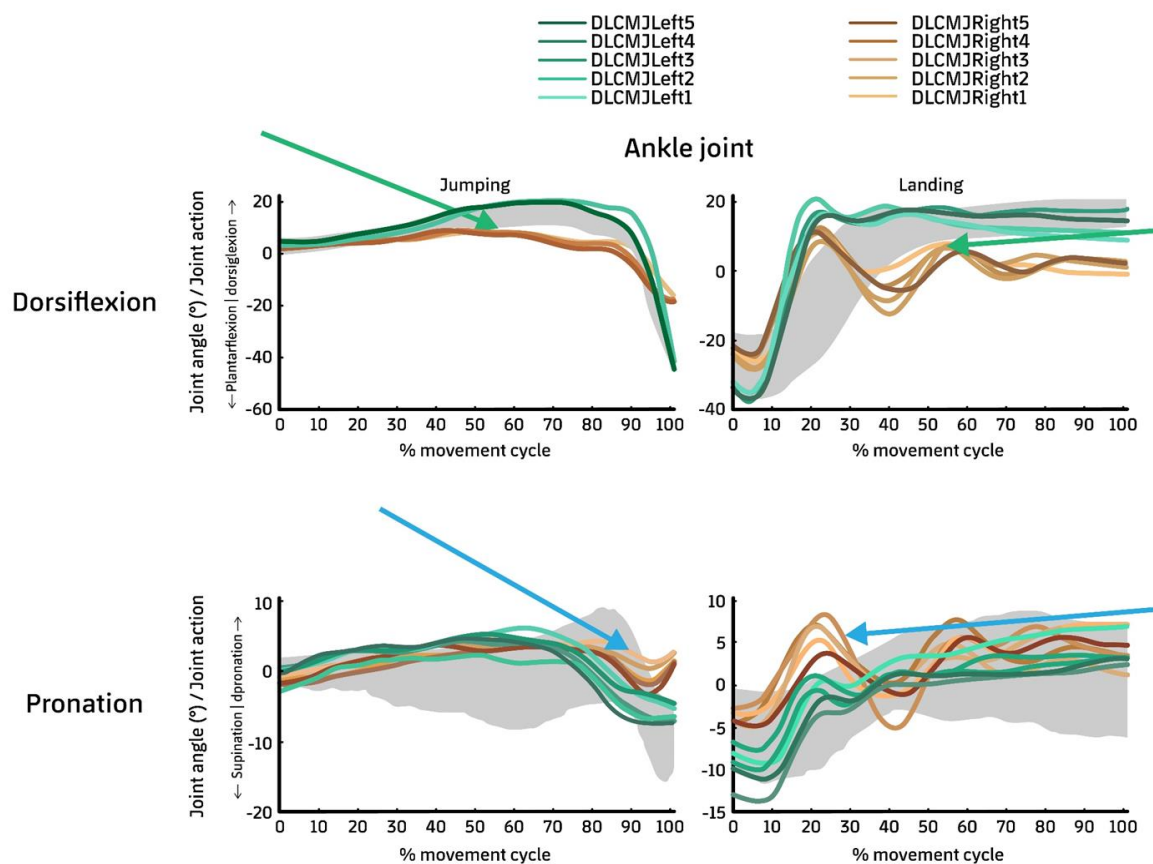 DLCMJLeft5
DLCMJLeft4
DLCMJLeft3
DLCMJLeft2
DLCMJLeft1
DLCMJRight5
DLCMJRight4
DLCMJRight3
DLCMJRight2
DLCMJRight1
Ankle joint
Dorsiflexion
Jumping
Joint angle (°) / Joint action
←Plantarflexion | dorsiglexion→
20
0
-20
-40
-60
0 10 20 30 40 50 60 70 80 90 100
% movement cycle
Landing
20
0
-20
-40
0 10 20 30 40 50 60 70 80 90 100
% movement cycle
Pronation
Joint angle (°) / Joint action
← Supination | dpronation→
10
0
-10
-20
0 10 20 30 40 50 60 70 80 90 100
% movement cycle
10
5
0
-5
-10
-15
0 10 20 30 40 50 60 70 80 90 100
% movement cycle